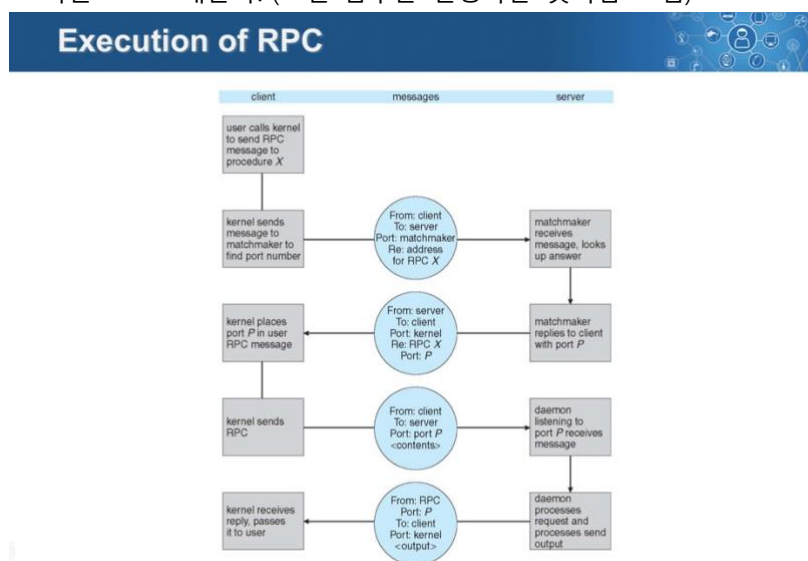 Execution of RPC
client messages server
user calls kernel
to send RPC
message to
procedure X
kernel sends
message to
matchmaker to
find port number
From: client
To: server
Port: matchmaker
Re: address
for RPC X
matchmaker
receives
message, looks
up answer
kernel places
port P in user
RPC message
From: server
To: client
Port: kernel
Re: RPC X
Port: P
matchmaker
replies to client
with port P
kernel sends
RPC
From: client
To: server
Port: port P
<contents>
daemon
listening to
port P receives
message
kernel receives
reply, passes
it to user
From: RPC
Port: P
To: client
Port: kernel
<output>
daemon
processes
request and
processes send
output